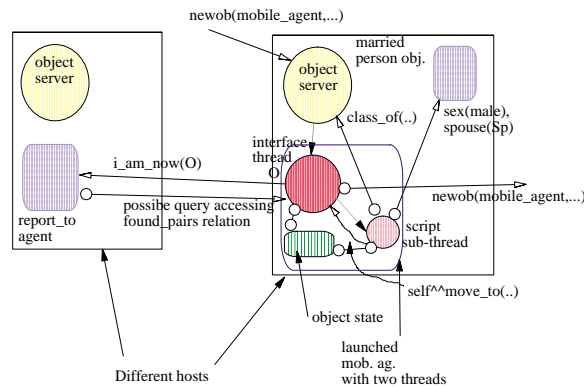 newob(mobile_agent,...)
object
server
report_to
agent
i_am_now(O)
possibe query accessing
found_pairs relation
object
server
married
person obj.
sex(male),
spouse(Sp)
class_of(..)
interface
thread
O
newob(mobile_agent,...)
script
sub-thread
self^^move_to(..)
object state
launched
mob. ag.
with two threads
Different hosts